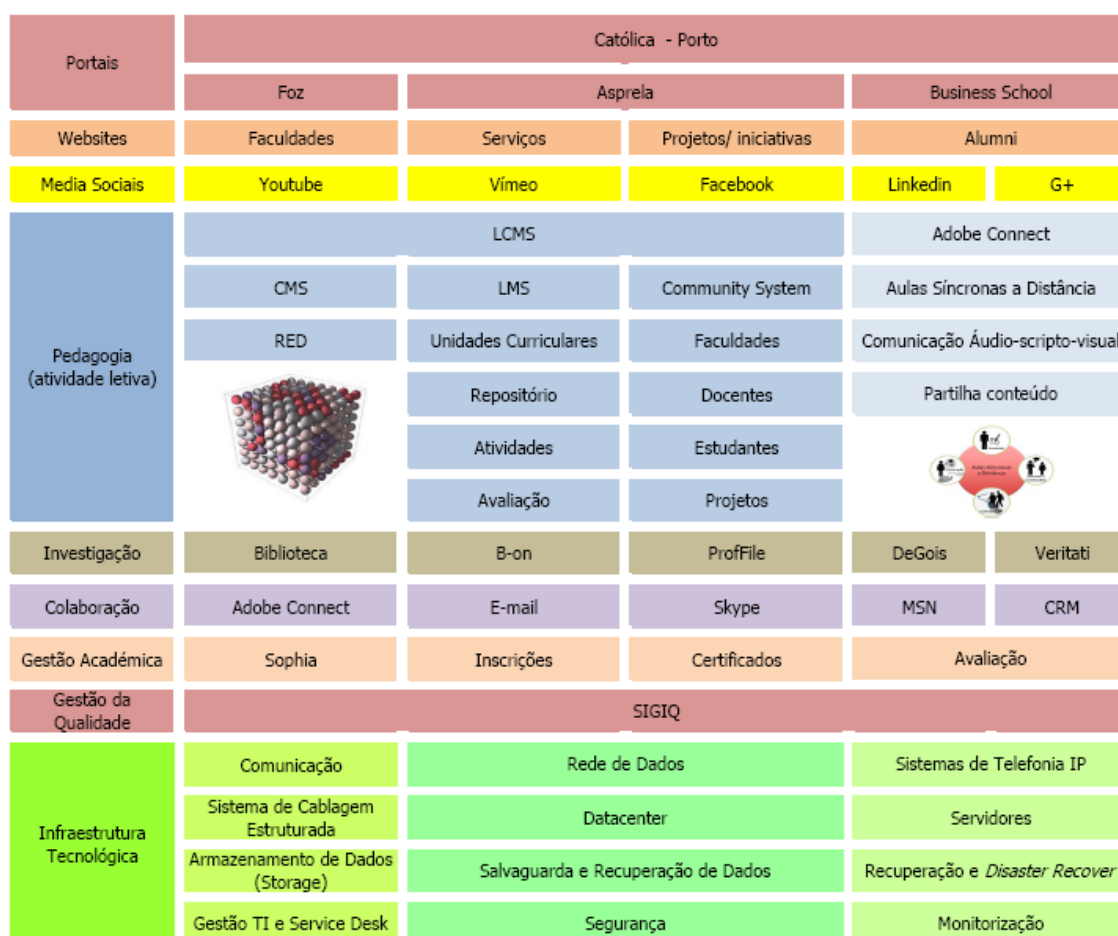 Portais
Católica - Porto
Foz
Asprela
Business School
Websites
Faculdades
Serviços
Projetos/ iniciativas
Alumni
Media Sociais
Youtube
Vímeo
Facebook
Linkedin
G+
Pedagogia
(atividade letiva)
LCMS
Adobe Connect
CMS
LMS
Community System
Aulas Síncronas a Distância
RED
Unidades Curriculares
Faculdades
Comunicação Áudio-scripto-visual
Repositório
Docentes
Partilha conteúdo
Atividades
Estudantes
Avaliação
Projetos
Investigação
Biblioteca
B-on
ProfFile
DeGois
Veritati
Colaboração
Adobe Connect
E-mail
Skype
MSN
CRM
Gestão Académica
Sophia
Inscrições
Certificados
Avaliação
Gestão da
Qualidade
SIGIQ
Infraestrutura
Tecnológica
Comunicação
Rede de Dados
Sistemas de Telefonia IP
Sistema de Cablagem
Estruturada
Datacenter
Servidores
Armazenamento de Dados
(Storage)
Salvaguarda e Recuperação de Dados
Recuperação e Disaster Recover
Gestão TI e Service Desk
Segurança
Monitorização